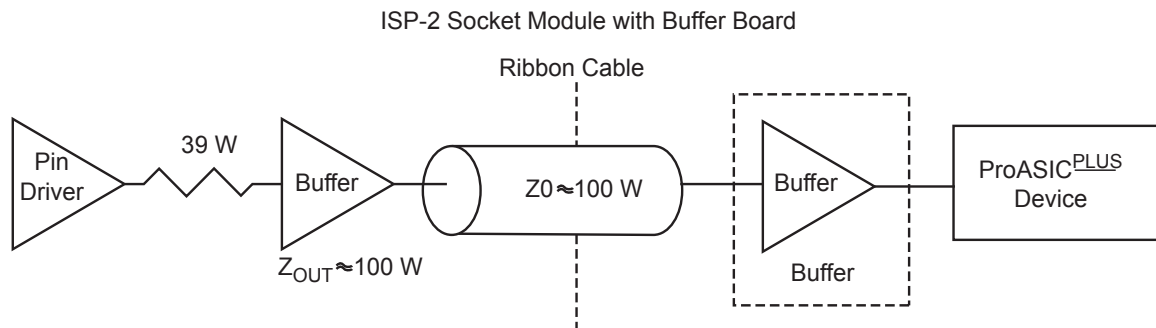 ISP-2 Socket Module with Buffer Board
Ribbon Cable
Pin
Driver
39 W
Buffer
Z0≈100 W
Buffer
ProASICPLUS
Device
ZOUT≈100 W
Buffer